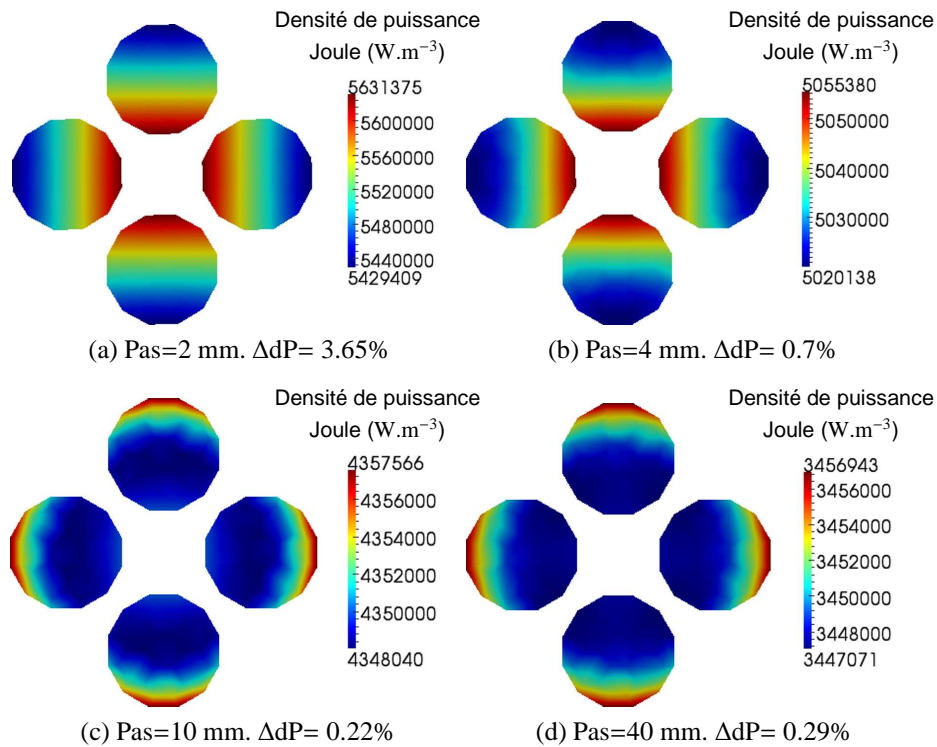 Densité de puissance
Joule (W.m⁻³)
5631375
5600000
5560000
5520000
5480000
5440000
5429409
(a) Pas=2 mm. ΔdP= 3.65%
Densité de puissance
Joule (W.m⁻³)
5055380
5050000
5040000
5030000
5020138
(b) Pas=4 mm. ΔdP= 0.7%
Densité de puissance
Joule (W.m⁻³)
4357566
4356000
4354000
4352000
4350000
4348040
(c) Pas=10 mm. ΔdP= 0.22%
Densité de puissance
Joule (W.m⁻³)
3456943
3456000
3454000
3452000
3450000
3448000
3447071
(d) Pas=40 mm. ΔdP= 0.29%